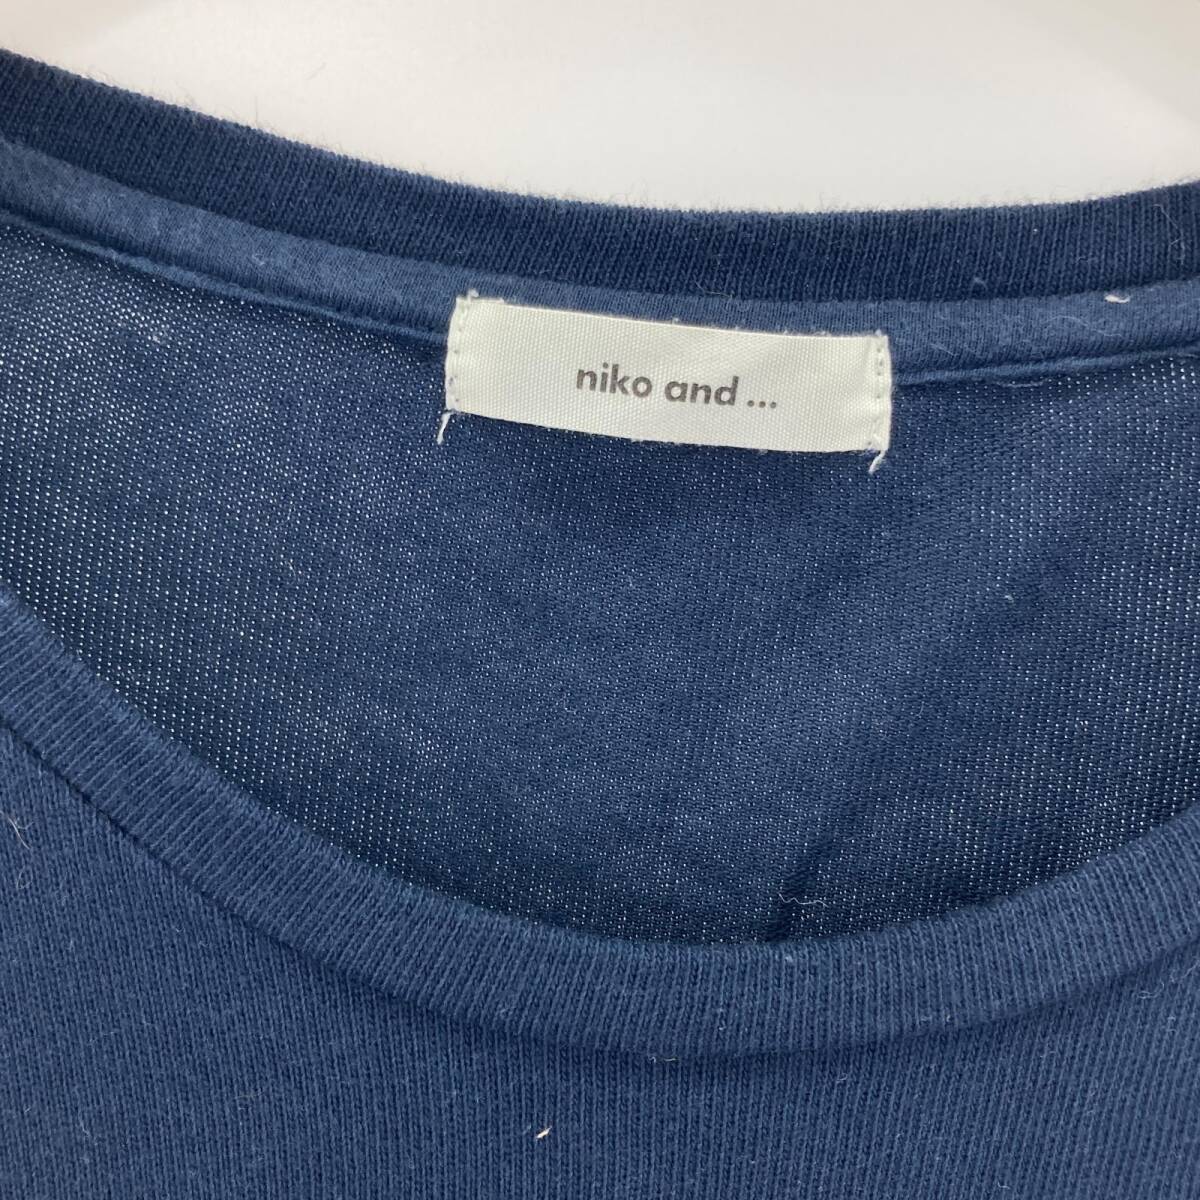 niko and ...